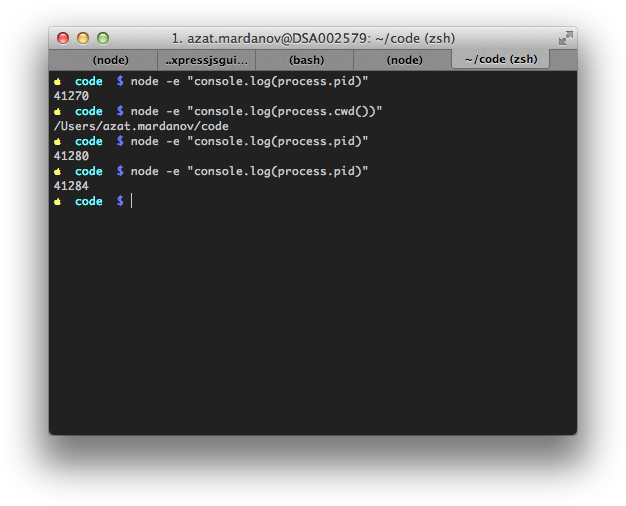 1. azat.mardanov@DSA002579: ~/code (zsh)
(node) ..xpressjsgui... (bash) (node) ~/code (zsh)
code $ node -e "console.log(process.pid)"
41270
code $ node -e "console.log(process.cwd())"
/Users/azat.mardanov/code
code $ node -e "console.log(process.pid)"
41280
code $ node -e "console.log(process.pid)"
41284
code $